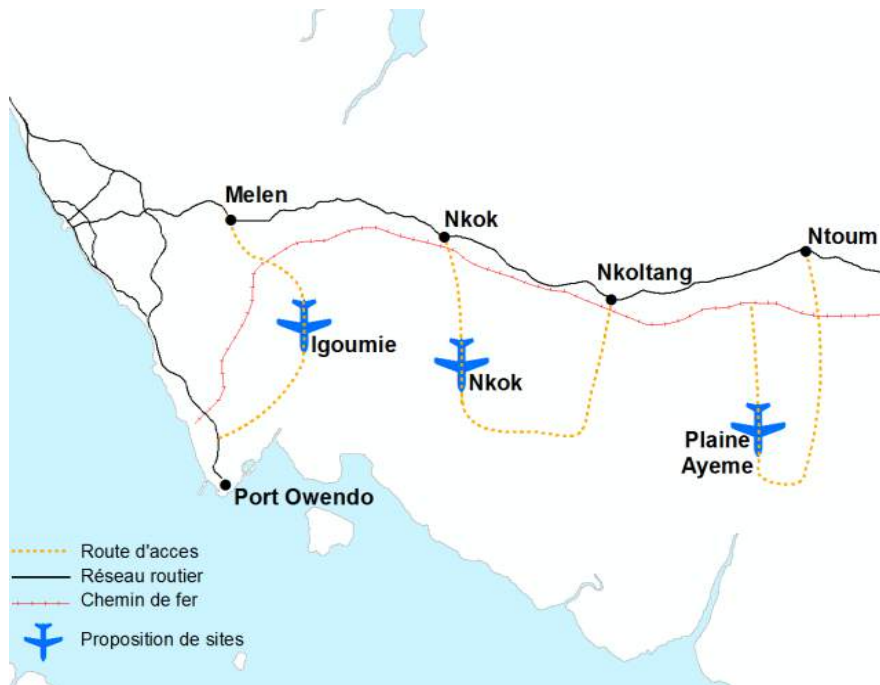 Melen
Nkok
Ntoum
Nkoltang
Igoumie
Nkok
Plaine
Ayeme
Port Owendo
Route d'acces
Réseau routier
Chemin de fer
Proposition de sites